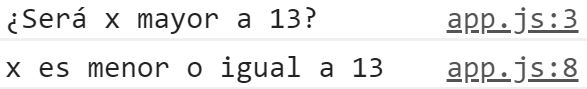 ¿Será x mayor a 13? app.js:3
x es menor o igual a 13 app.js:8